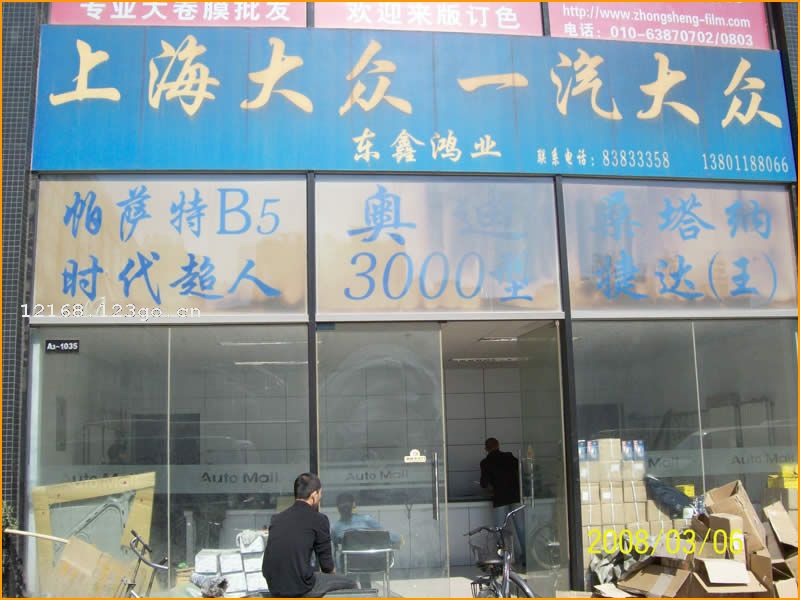 专业大卷膜批发
欢迎来版订色
http://www.zhongsheng-film.com
电话：010-63870702/0803
上海大众 一汽大众
东鑫鸿业 联系电话：83833358 13801188066
帕萨特B5
时代超人
奥迪
3000型
桑塔纳
捷达(王)
12168.123go.cn
A3-1035
Auto Mall
Auto Mall
Mall
2008/03/06